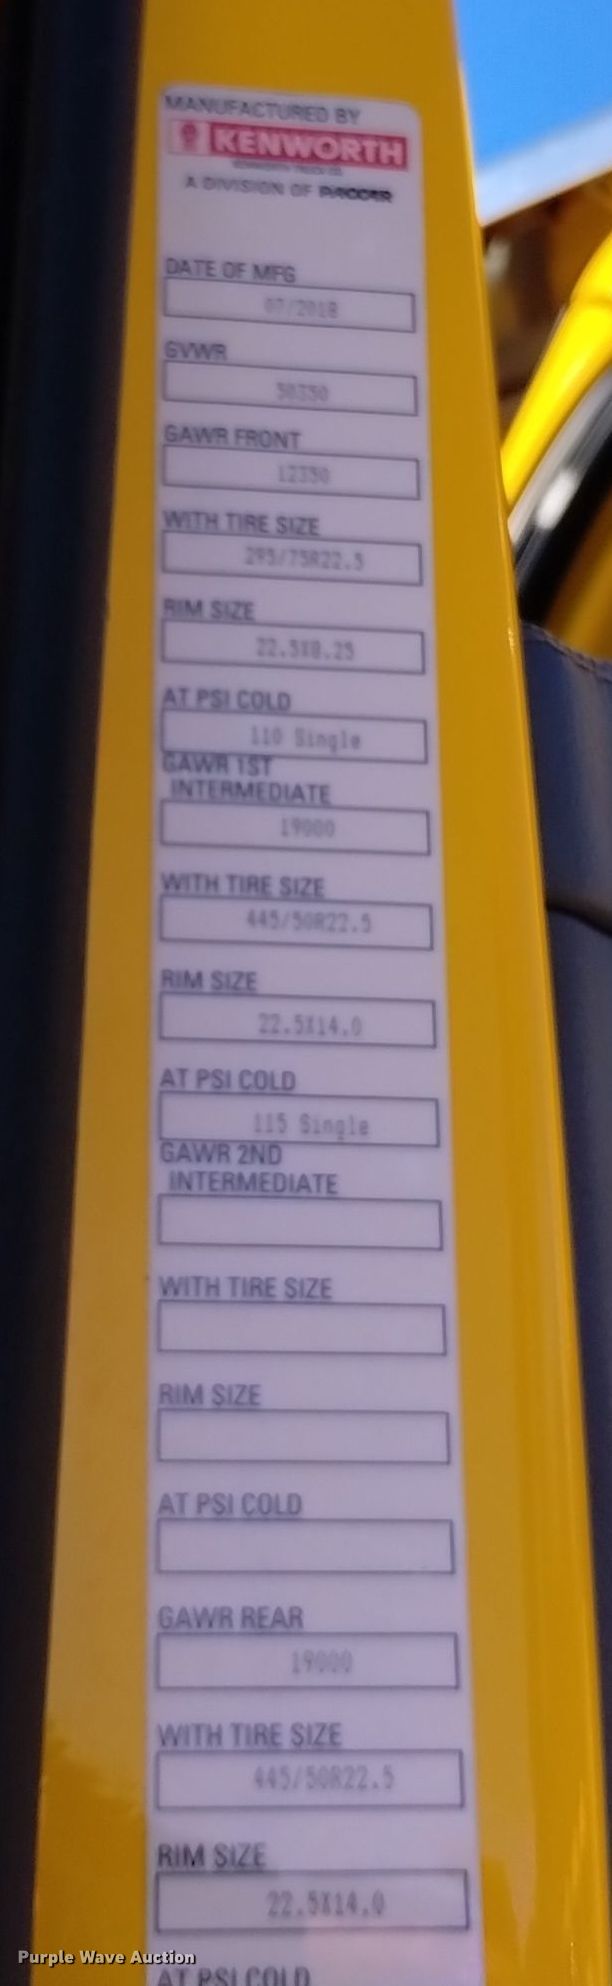 MANUFACTURED BY
KENWORTH
KENWORTH TRUCK CO.
A DIVISION OF PACCAR
DATE OF MFG
07/2018
GVWR
50350
GAWR FRONT
12350
WITH TIRE SIZE
295/75R22.5
RIM SIZE
22.5X8.25
AT PSI COLD
110 Single
GAWR 1ST
INTERMEDIATE
19000
WITH TIRE SIZE
445/50R22.5
RIM SIZE
22.5X14.0
AT PSI COLD
115 Single
GAWR 2ND
INTERMEDIATE
WITH TIRE SIZE
RIM SIZE
AT PSI COLD
GAWR REAR
19000
WITH TIRE SIZE
445/50R22.5
RIM SIZE
22.5X14.0
AT PSI COLD
Purple Wave Auction